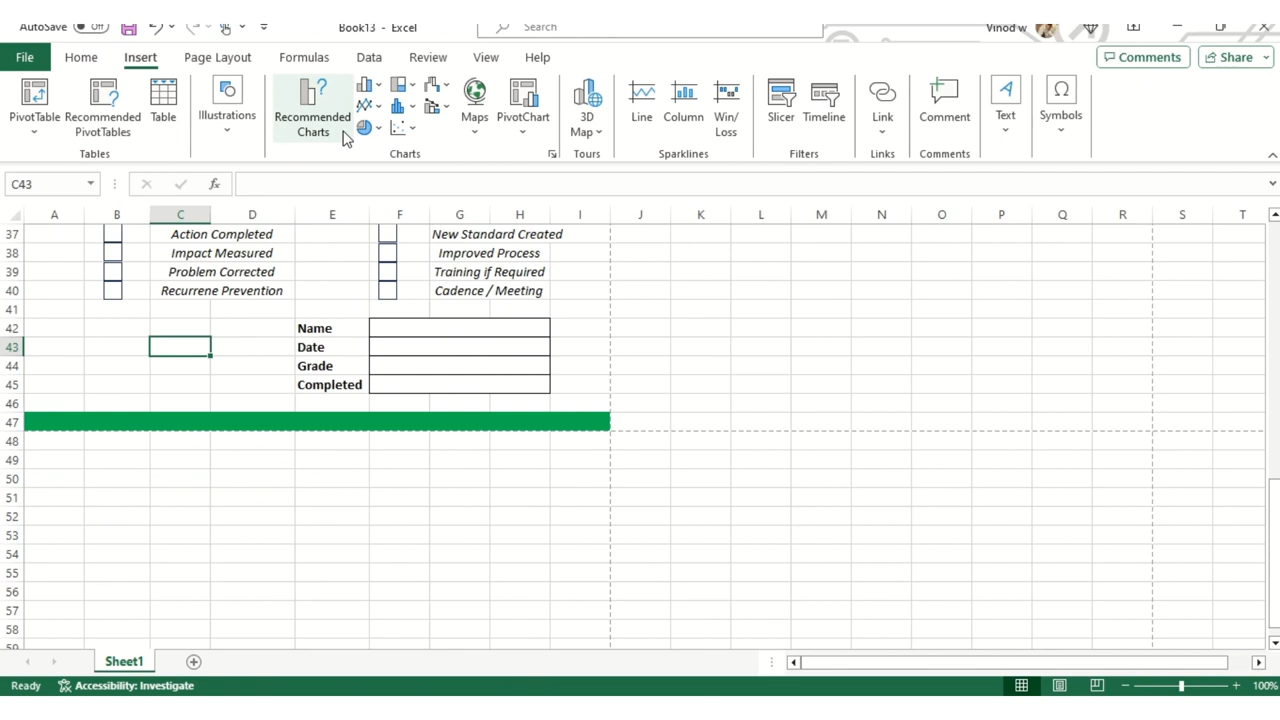 AutoSave Off Book13 - Excel Search Vinod w
File Home Insert Page Layout Formulas Data Review View Help Comments Share
PivotTable Recommended PivotTables Table Illustrations Recommended Charts Maps PivotChart 3D Map Line Column Win/Loss Slicer Timeline Link Comment Text Symbols
Tables Charts Tours Sparklines Filters Links Comments
C43 fx
A B C D E F G H I J K L M N O P Q R S T
37 Action Completed New Standard Created
38 Impact Measured Improved Process
39 Problem Corrected Training if Required
40 Recurrene Prevention Cadence / Meeting
41
42 Name
43 Date
44 Grade
45 Completed
46
47
48
49
50
51
52
53
54
55
56
57
58
59
Sheet1
Ready Accessibility: Investigate 100%